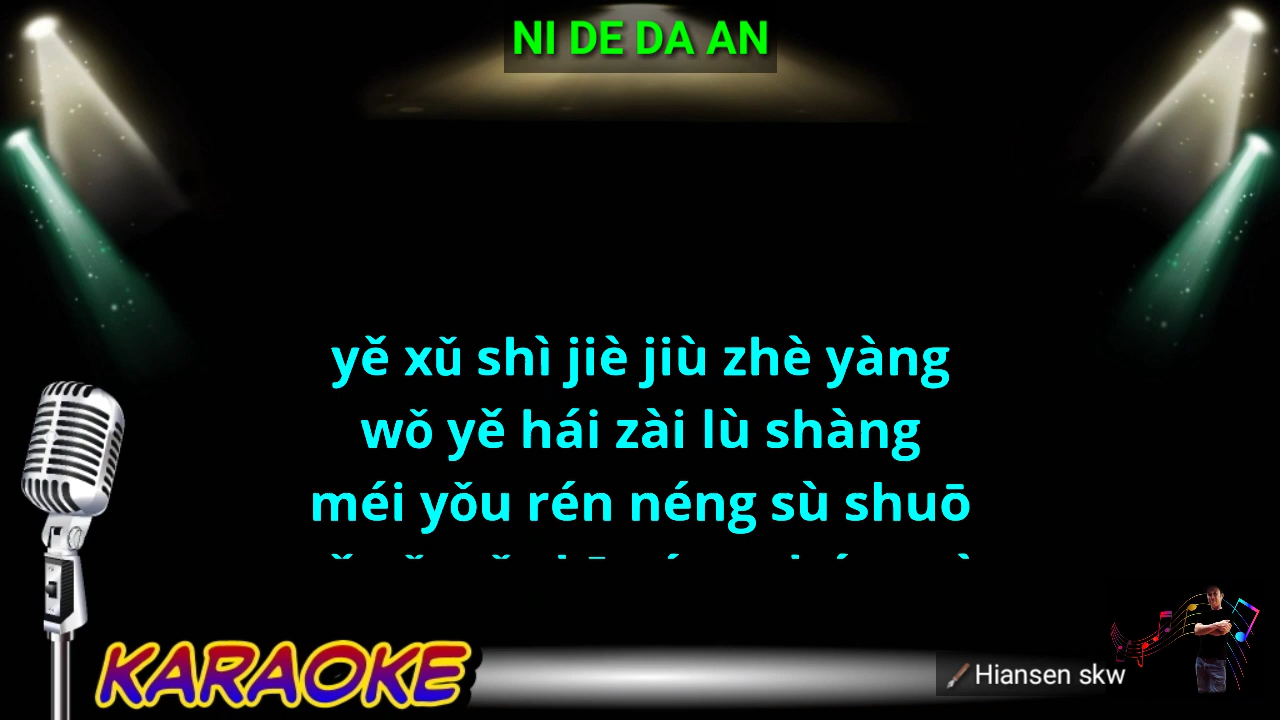 NI DE DA AN
yě xǔ shì jiè jiù zhè yàng
wǒ yě hái zài lù shàng
méi yǒu rén néng sù shuō
KARAOKE
Hiansen skw